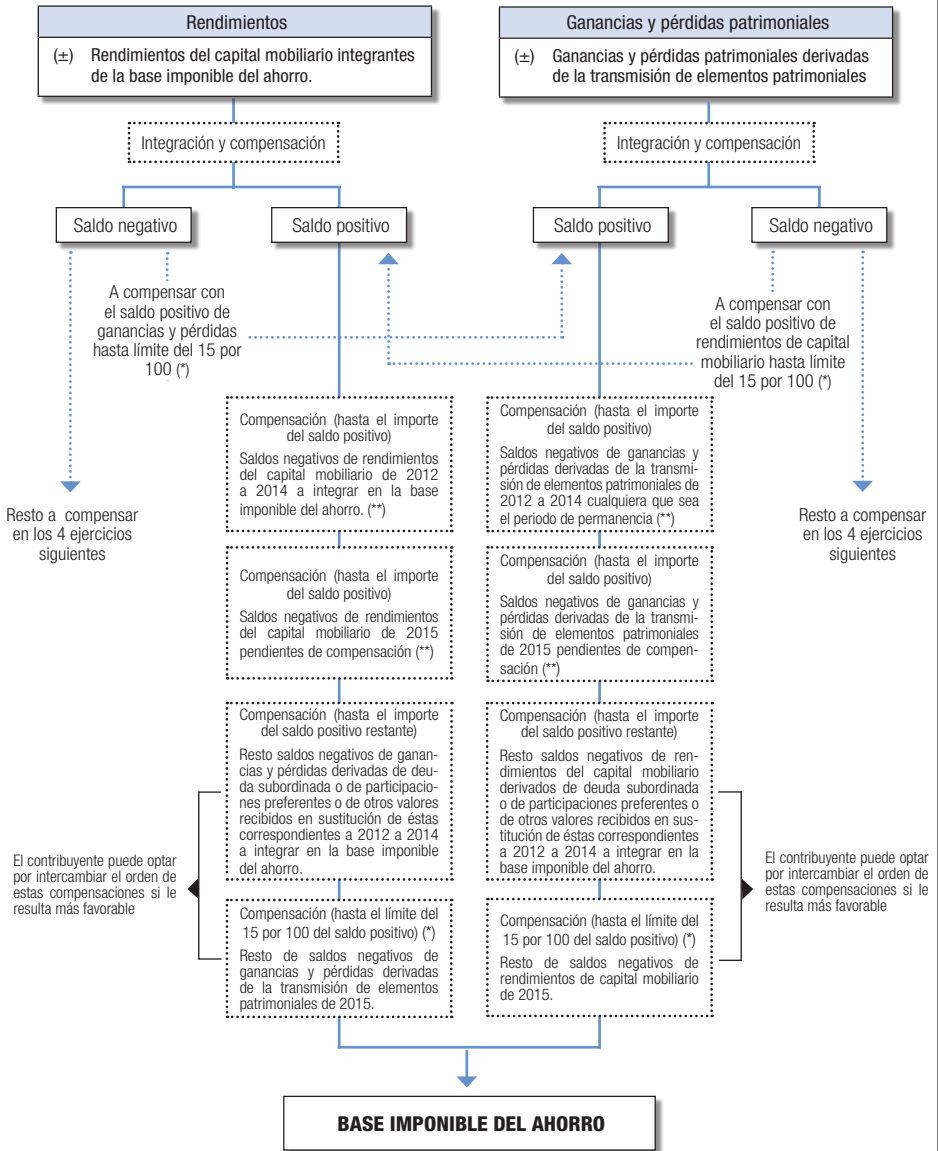 Rendimientos
(±) Rendimientos del capital mobiliario integrantes
de la base imponible del ahorro.
Ganancias y pérdidas patrimoniales
(±) Ganancias y pérdidas patrimoniales derivadas
de la transmisión de elementos patrimoniales
Integración y compensación
Integración y compensación
Saldo negativo
Saldo positivo
Saldo positivo
Saldo negativo
A compensar con
el saldo positivo de
ganancias y pérdidas
hasta límite del 15 por
100 (*)
A compensar con
el saldo positivo de
rendimientos de capital
mobiliario hasta límite
del 15 por 100 (*)
Resto a compensar
en los 4 ejercicios
siguientes
Compensación (hasta el importe
del saldo positivo)
Saldos negativos de rendimientos
del capital mobiliario de 2012
a 2014 a integrar en la base
imponible del ahorro. (**)
Compensación (hasta el importe
del saldo positivo)
Saldos negativos de ganancias y
pérdidas derivadas de la transmi-
sión de elementos patrimoniales de
2012 a 2014 cualquiera que sea
el periodo de permanencia (**)
Resto a compensar
en los 4 ejercicios
siguientes
Compensación (hasta el importe
del saldo positivo)
Saldos negativos de rendimientos
del capital mobiliario de 2015
pendientes de compensación (**)
Compensación (hasta el importe
del saldo positivo)
Saldos negativos de ganancias y
pérdidas derivadas de la transmi-
sión de elementos patrimoniales
de 2015 pendientes de compen-
sación (**)
Compensación (hasta el importe
del saldo positivo restante)
Resto saldos negativos de ganan-
cias y pérdidas derivadas de deu-
da subordinada o de participacio-
nes preferentes o de otros valores
recibidos en sustitución de éstas
correspondientes a 2012 a 2014
a integrar en la base imponible
del ahorro.
Compensación (hasta el importe
del saldo positivo restante)
Resto saldos negativos de ren-
dimientos del capital mobiliario
derivados de deuda subordinada
o de participaciones preferentes o
de otros valores recibidos en sus-
titución de éstas correspondientes
a 2012 a 2014 a integrar en la
base imponible del ahorro.
El contribuyente puede optar
por intercambiar el orden de
estas compensaciones si le
resulta más favorable
El contribuyente puede optar
por intercambiar el orden de
estas compensaciones si le
resulta más favorable
Compensación (hasta el límite del
15 por 100 del saldo positivo) (*)
Resto de saldos negativos de
ganancias y pérdidas derivadas
de la transmisión de elementos
patrimoniales de 2015.
Compensación (hasta el límite del
15 por 100 del saldo positivo) (*)
Resto de saldos negativos de
rendimientos de capital mobiliario
de 2015.
BASE IMPONIBLE DEL AHORRO